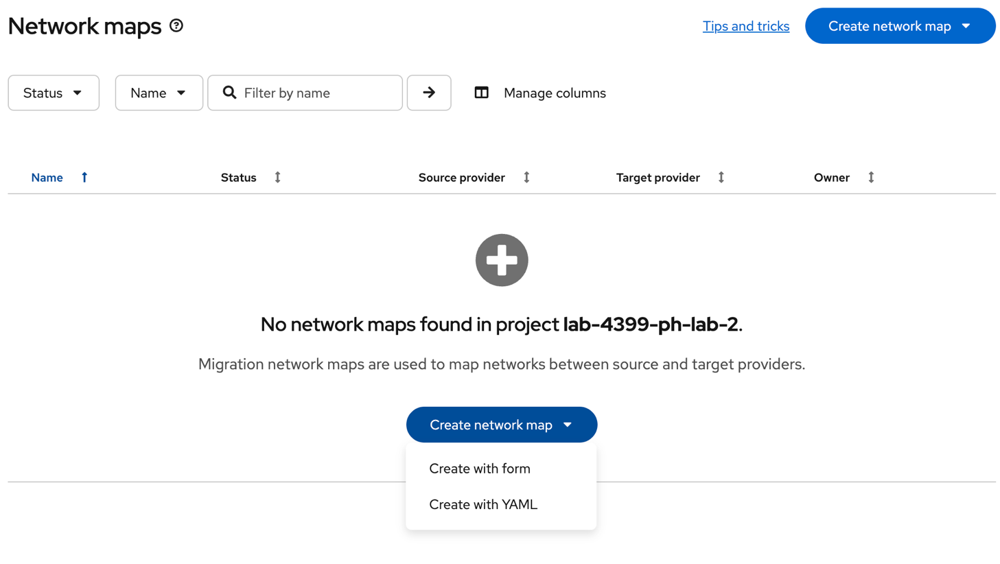 Network maps
Tips and tricks
Create network map
Status
Name
Filter by name
Manage columns
Name Status Source provider Target provider Owner
No network maps found in project lab-4399-ph-lab-2.
Migration network maps are used to map networks between source and target providers.
Create network map
Create with form
Create with YAML